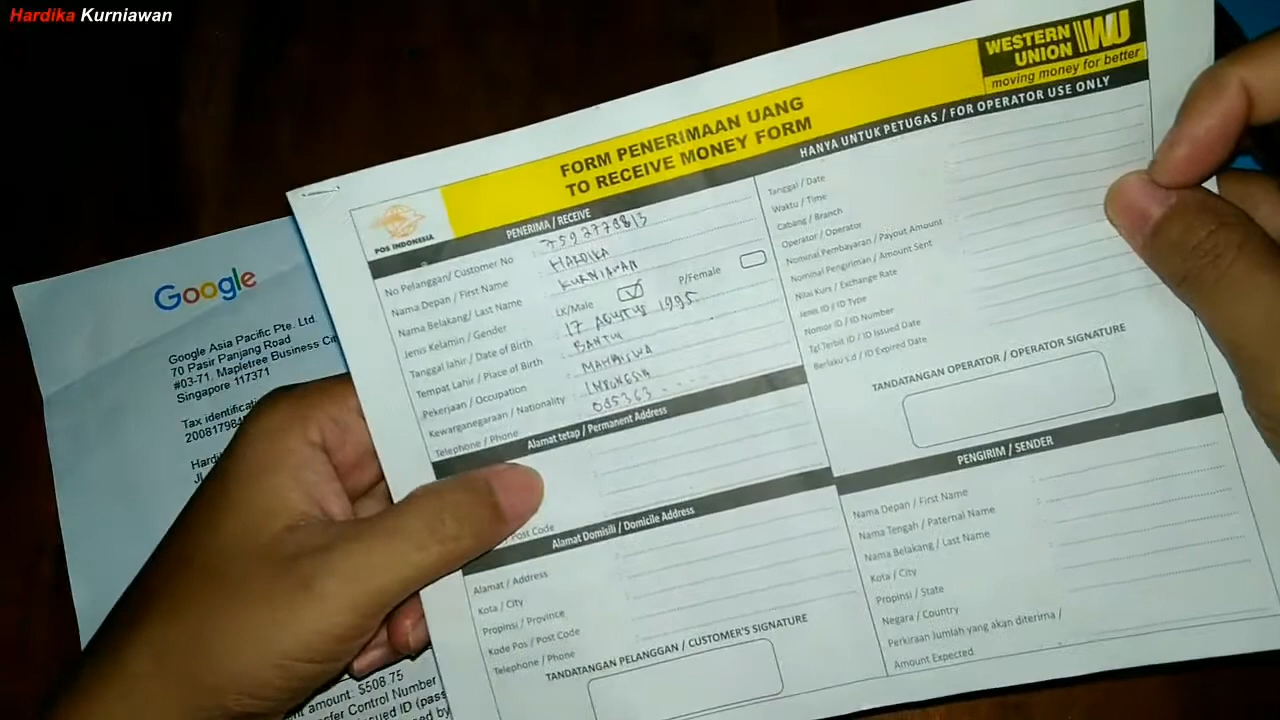 Hardika Kurniawan
Google
Google Asia Pacific Pte. Ltd.
70 Pasir Panjang Road
#03-71, Mapletree Business Ci
Singapore 117371
Tax identification
20081798
Hardi
amount: $508.75
sfer Control Number
ued ID (pass
ed by
WESTERN UNION WU
moving money for better
POS INDONESIA
FORM PENERIMAAN UANG
TO RECEIVE MONEY FORM
PENERIMA / RECEIVE
No Pelanggan/ Customer No : 7592778813
Nama Depan / First Name : HARDIKA
Nama Belakang/ Last Name : KURNIAWAN
Jenis Kelamin / Gender LK/Male P/Female
Tanggal lahir / Date of Birth : 17 AGUTUS 1995
Tempat Lahir / Place of Birth : BANTUL
Pekerjaan / Occupation : MAHASISWA
Kewarganegaraan / Nationality : INDONESIA
Telephone / Phone : 085363
Alamat tetap / Permanent Address
/ Post Code
Alamat Domisili / Domicile Address
Alamat / Address
Kota / City
Propinsi / Province
Kode Pos / Post Code
Telephone / Phone
TANDATANGAN PELANGGAN / CUSTOMER'S SIGNATURE
HANYA UNTUK PETUGAS / FOR OPERATOR USE ONLY
Tanggal / Date
Waktu / Time
Cabang / Branch
Operator / Operator
Nominal Pembayaran / Payout Amount
Nominal Pengiriman / Amount Sent
Nilai Kurs / Exchange Rate
Jenis ID / ID Type
Nomor ID / ID Number
Tgl Terbit ID / ID Issued Date
Berlaku s.d / ID Expired Date
TANDATANGAN OPERATOR / OPERATOR SIGNATURE
PENGIRIM / SENDER
Nama Depan / First Name
Nama Tengah / Paternal Name
Nama Belakang / Last Name
Kota / City
Propinsi / State
Negara / Country
Perkiraan Jumlah yang akan diterima /
Amount Expected